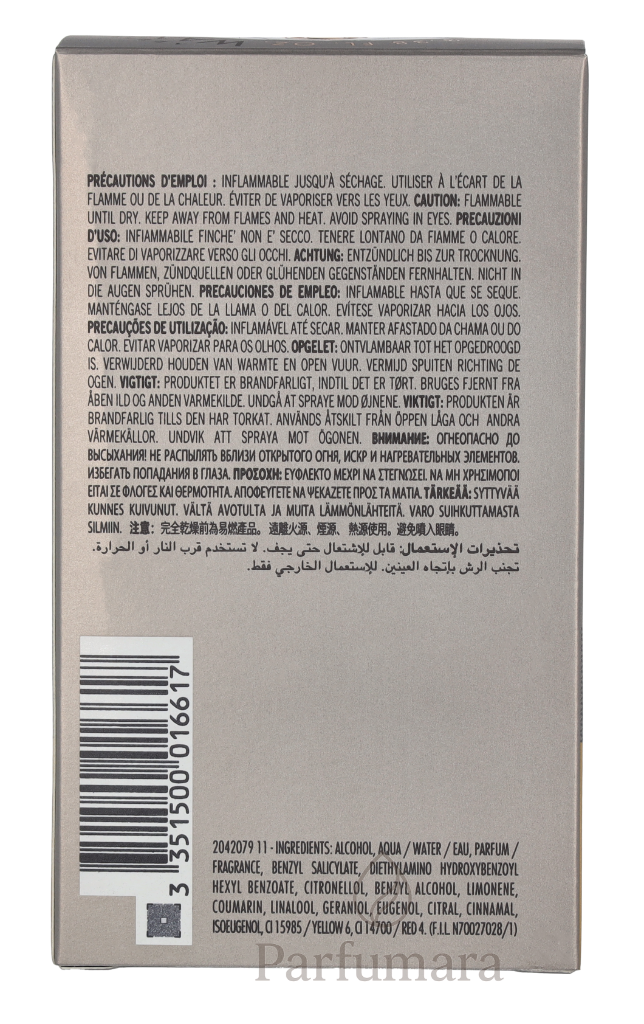 PRÉCAUTIONS D'EMPLOI : INFLAMMABLE JUSQU'À SÉCHAGE. UTILISER À L'ÉCART DE LA
FLAMME OU DE LA CHALEUR. ÉVITER DE VAPORISER VERS LES YEUX. CAUTION: FLAMMABLE
UNTIL DRY. KEEP AWAY FROM FLAMES AND HEAT. AVOID SPRAYING IN EYES. PRECAUZIONI
D'USO: INFIAMMABILE FINCHE' NON E' SECCO. TENERE LONTANO DA FIAMME O CALORE.
EVITARE DI VAPORIZZARE VERSO GLI OCCHI. ACHTUNG: ENTZÜNDLICH BIS ZUR TROCKNUNG.
VON FLAMMEN, ZÜNDQUELLEN ODER GLÜHENDEN GEGENSTÄNDEN FERNHALTEN. NICHT IN
DIE AUGEN SPRÜHEN. PRECAUCIONES DE EMPLEO: INFLAMABLE HASTA QUE SE SEQUE.
MANTÉNGASE LEJOS DE LA LLAMA O DEL CALOR. EVÍTESE VAPORIZAR HACIA LOS OJOS.
PRECAUÇÕES DE UTILIZAÇÃO: INFLAMÁVEL ATÉ SECAR. MANTER AFASTADO DA CHAMA OU DO
CALOR. EVITAR VAPORIZAR PARA OS OLHOS. OPGELET: ONTVLAMBAAR TOT HET OPGEDROOGD
IS. VERWIJDERD HOUDEN VAN WARMTE EN OPEN VUUR. VERMIJD SPUITEN RICHTING DE
OGEN. VIGTIGT: PRODUKTET ER BRANDFARLIGT, INDTIL DET ER TØRT. BRUGES FJERNT FRA
ÅBEN ILD OG ANDEN VARMEKILDE. UNDGÅ AT SPRAYE MOD ØJNENE. VIKTIGT: PRODUKTEN ÄR
BRANDFARLIG TILLS DEN HAR TORKAT. ANVÄNDS ÅTSKILT FRÅN ÖPPEN LÅGA OCH ANDRA
VÄRMEKÄLLOR. UNDVIK ATT SPRAYA MOT ÖGONEN. ВНИМАНИЕ: ОГНЕОПАСНО ДО
ВЫСЫХАНИЯ! НЕ РАСПЫЛЯТЬ ВБЛИЗИ ОТКРЫТОГО ОГНЯ, ИСКР И НАГРЕВАТЕЛЬНЫХ ЭЛЕМЕНТОВ.
ИЗБЕГАТЬ ПОПАДАНИЯ В ГЛАЗА. ΠΡΟΣΟΧΗ: ΕΥΦΛΕΚΤΟ ΜΕΧΡΙ ΝΑ ΣΤΕΓΝΩΣΕΙ. ΝΑ ΜΗ ΧΡΗΣΙΜΟΠΟΙ
ΕΙΤΑΙ ΣΕ ΦΛΟΓΕΣ ΚΑΙ ΘΕΡΜΟΤΗΤΑ. ΑΠΟΦΕΥΓΕΤΕ ΝΑ ΨΕΚΑΖΕΤΕ ΠΡΟΣ ΤΑ ΜΑΤΙΑ. TÄRKEÄÄ: SYTTYVÄÄ
KUNNES KUIVUNUT. VÄLTÄ AVOTULTA JA MUITA LÄMMÖNLÄHTEITÄ. VARO SUIHKUTTAMASTA
SILMIIN. 注意: 完全乾燥前為易燃產品。遠離火源、煙源、熱源使用。避免噴入眼睛。
تحذيرات الإستعمال: قابل للإشتعال حتى يجف. لا تستخدم قرب النار أو الحرارة.
تجنب الرش بإتجاه العينين. للإستعمال الخارجي فقط.
3 351500 016617
2042079 11 - INGREDIENTS: ALCOHOL, AQUA / WATER / EAU, PARFUM /
FRAGRANCE, BENZYL SALICYLATE, DIETHYLAMINO HYDROXYBENZOYL
HEXYL BENZOATE, CITRONELLOL, BENZYL ALCOHOL, LIMONENE,
COUMARIN, LINALOOL, GERANIOL, EUGENOL, CITRAL, CINNAMAL,
ISOEUGENOL, CI 15985 / YELLOW 6, CI 14700 / RED 4. (F.I.L. N70027028/1)
Parfumara